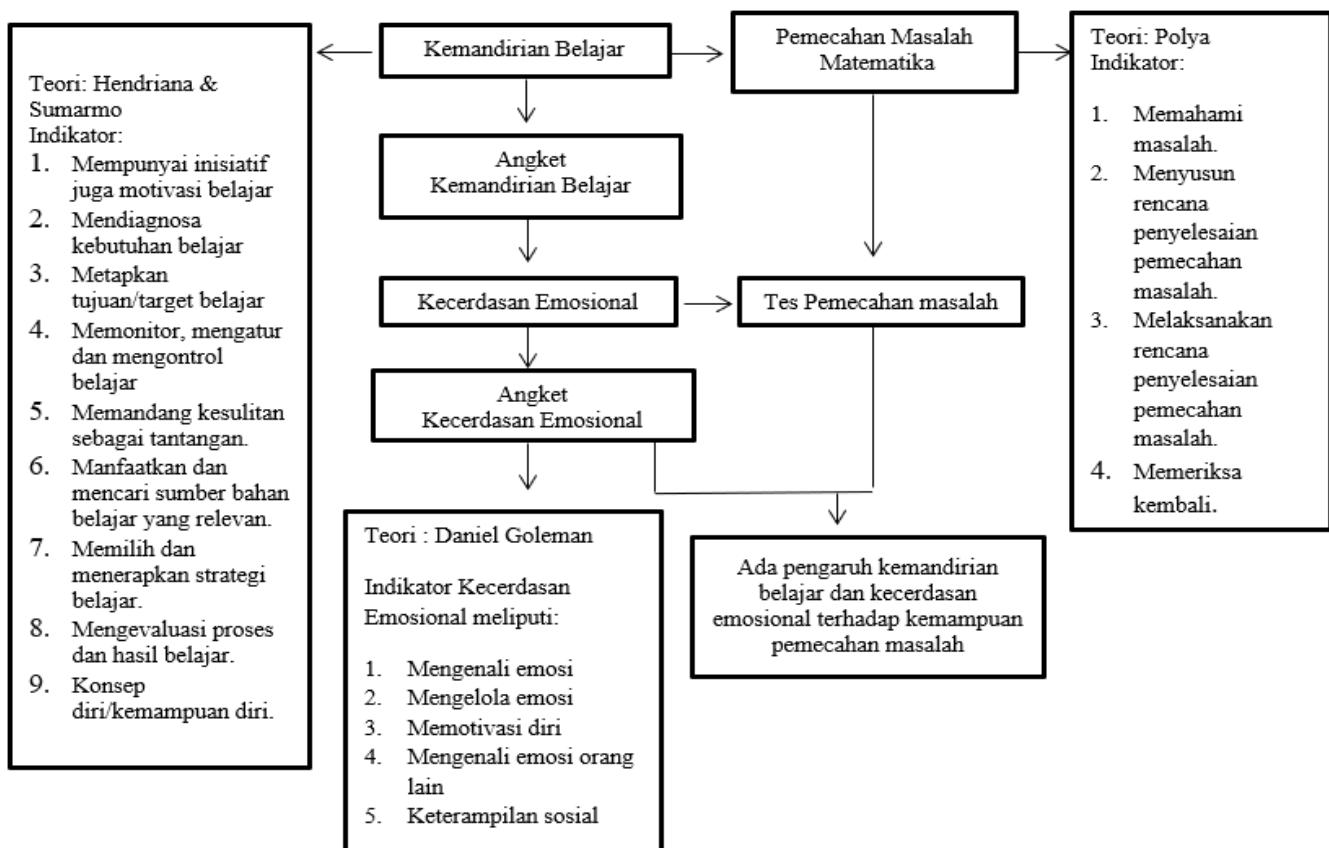 Teori: Hendriana &
Sumarmo
Indikator:
1. Mempunyai inisiatif
juga motivasi belajar
2. Mendiagnosa
kebutuhan belajar
3. Metapkan
tujuan/target belajar
4. Memonitor, mengatur
dan mengontrol
belajar
5. Memandang kesulitan
sebagai tantangan.
6. Manfaatkan dan
mencari sumber bahan
belajar yang relevan.
7. Memilih dan
menerapkan strategi
belajar.
8. Mengevaluasi proses
dan hasil belajar.
9. Konsep
diri/kemampuan diri.
Kemandirian Belajar
Angket
Kemandirian Belajar
Kecerdasan Emosional
Angket
Kecerdasan Emosional
Teori : Daniel Goleman
Indikator Kecerdasan
Emosional meliputi:
1. Mengenali emosi
2. Mengelola emosi
3. Memotivasi diri
4. Mengenali emosi orang
lain
5. Keterampilan sosial
Pemecahan Masalah
Matematika
Tes Pemecahan masalah
Ada pengaruh kemandirian
belajar dan kecerdasan
emosional terhadap kemampuan
pemecahan masalah
Teori: Polya
Indikator:
1. Memahami
masalah.
2. Menyusun
rencana
penyelesaian
pemecahan
masalah.
3. Melaksanakan
rencana
penyelesaian
pemecahan
masalah.
4. Memeriksa
kembali.